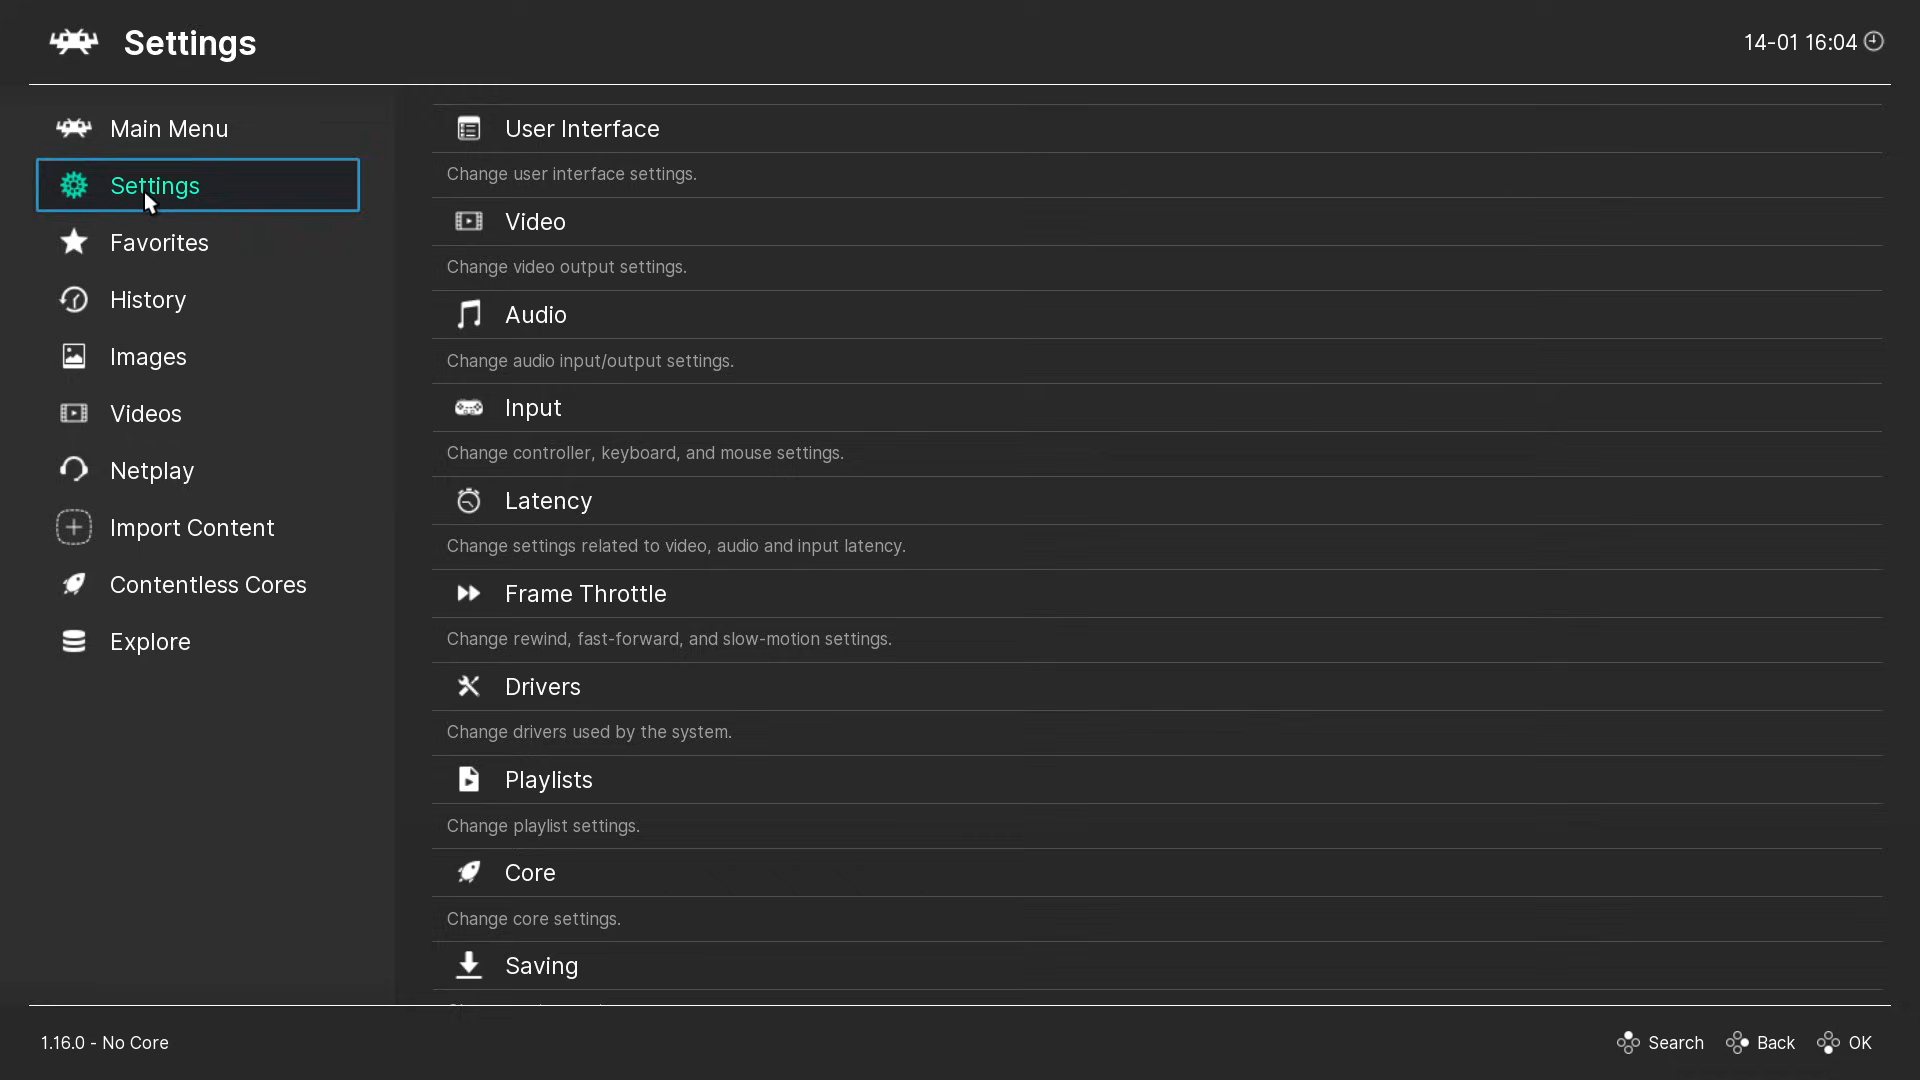 Settings
14-01 16:04
Main Menu
Settings
Favorites
History
Images
Videos
Netplay
Import Content
Contentless Cores
Explore
User Interface
Change user interface settings.
Video
Change video output settings.
Audio
Change audio input/output settings.
Input
Change controller, keyboard, and mouse settings.
Latency
Change settings related to video, audio and input latency.
Frame Throttle
Change rewind, fast-forward, and slow-motion settings.
Drivers
Change drivers used by the system.
Playlists
Change playlist settings.
Core
Change core settings.
Saving
1.16.0 - No Core
Search Back OK